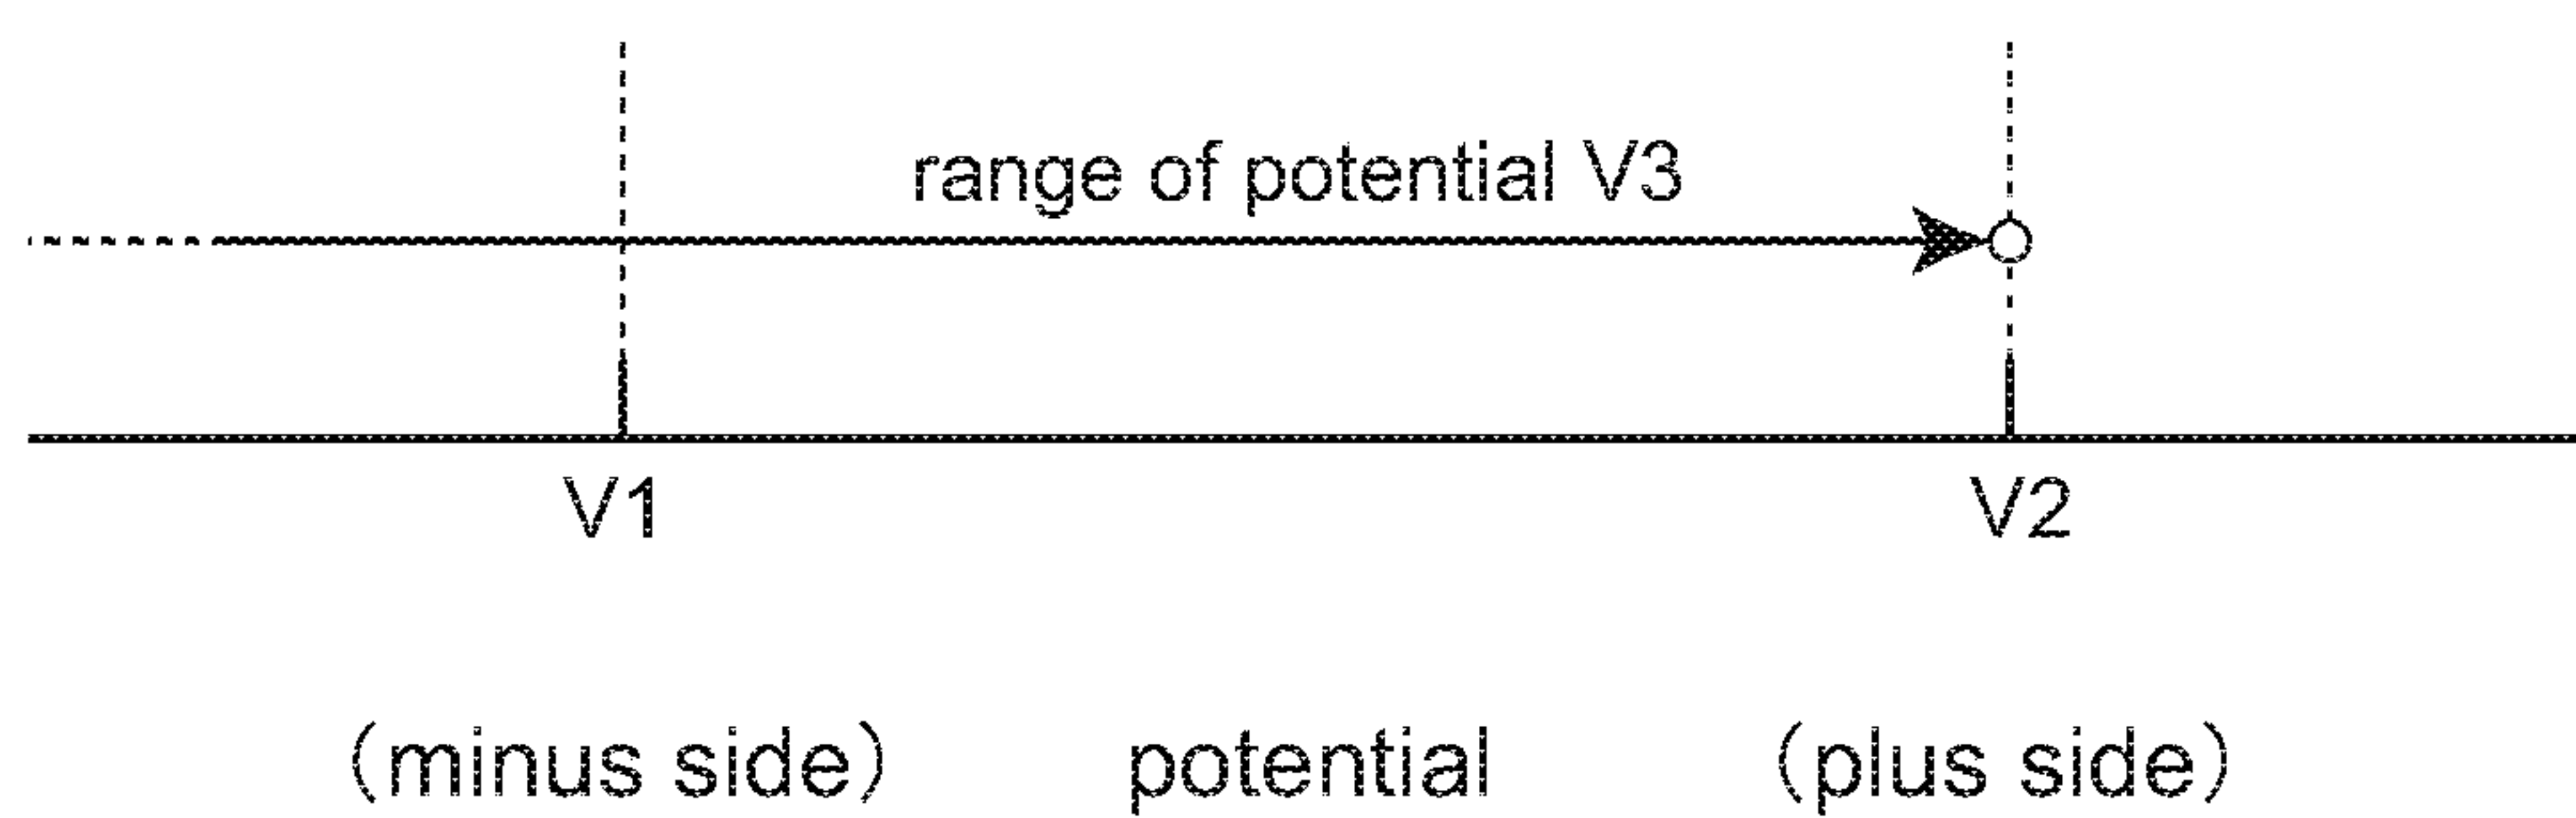 range of potential V3
V1 V2
(minus side) potential (plus side)